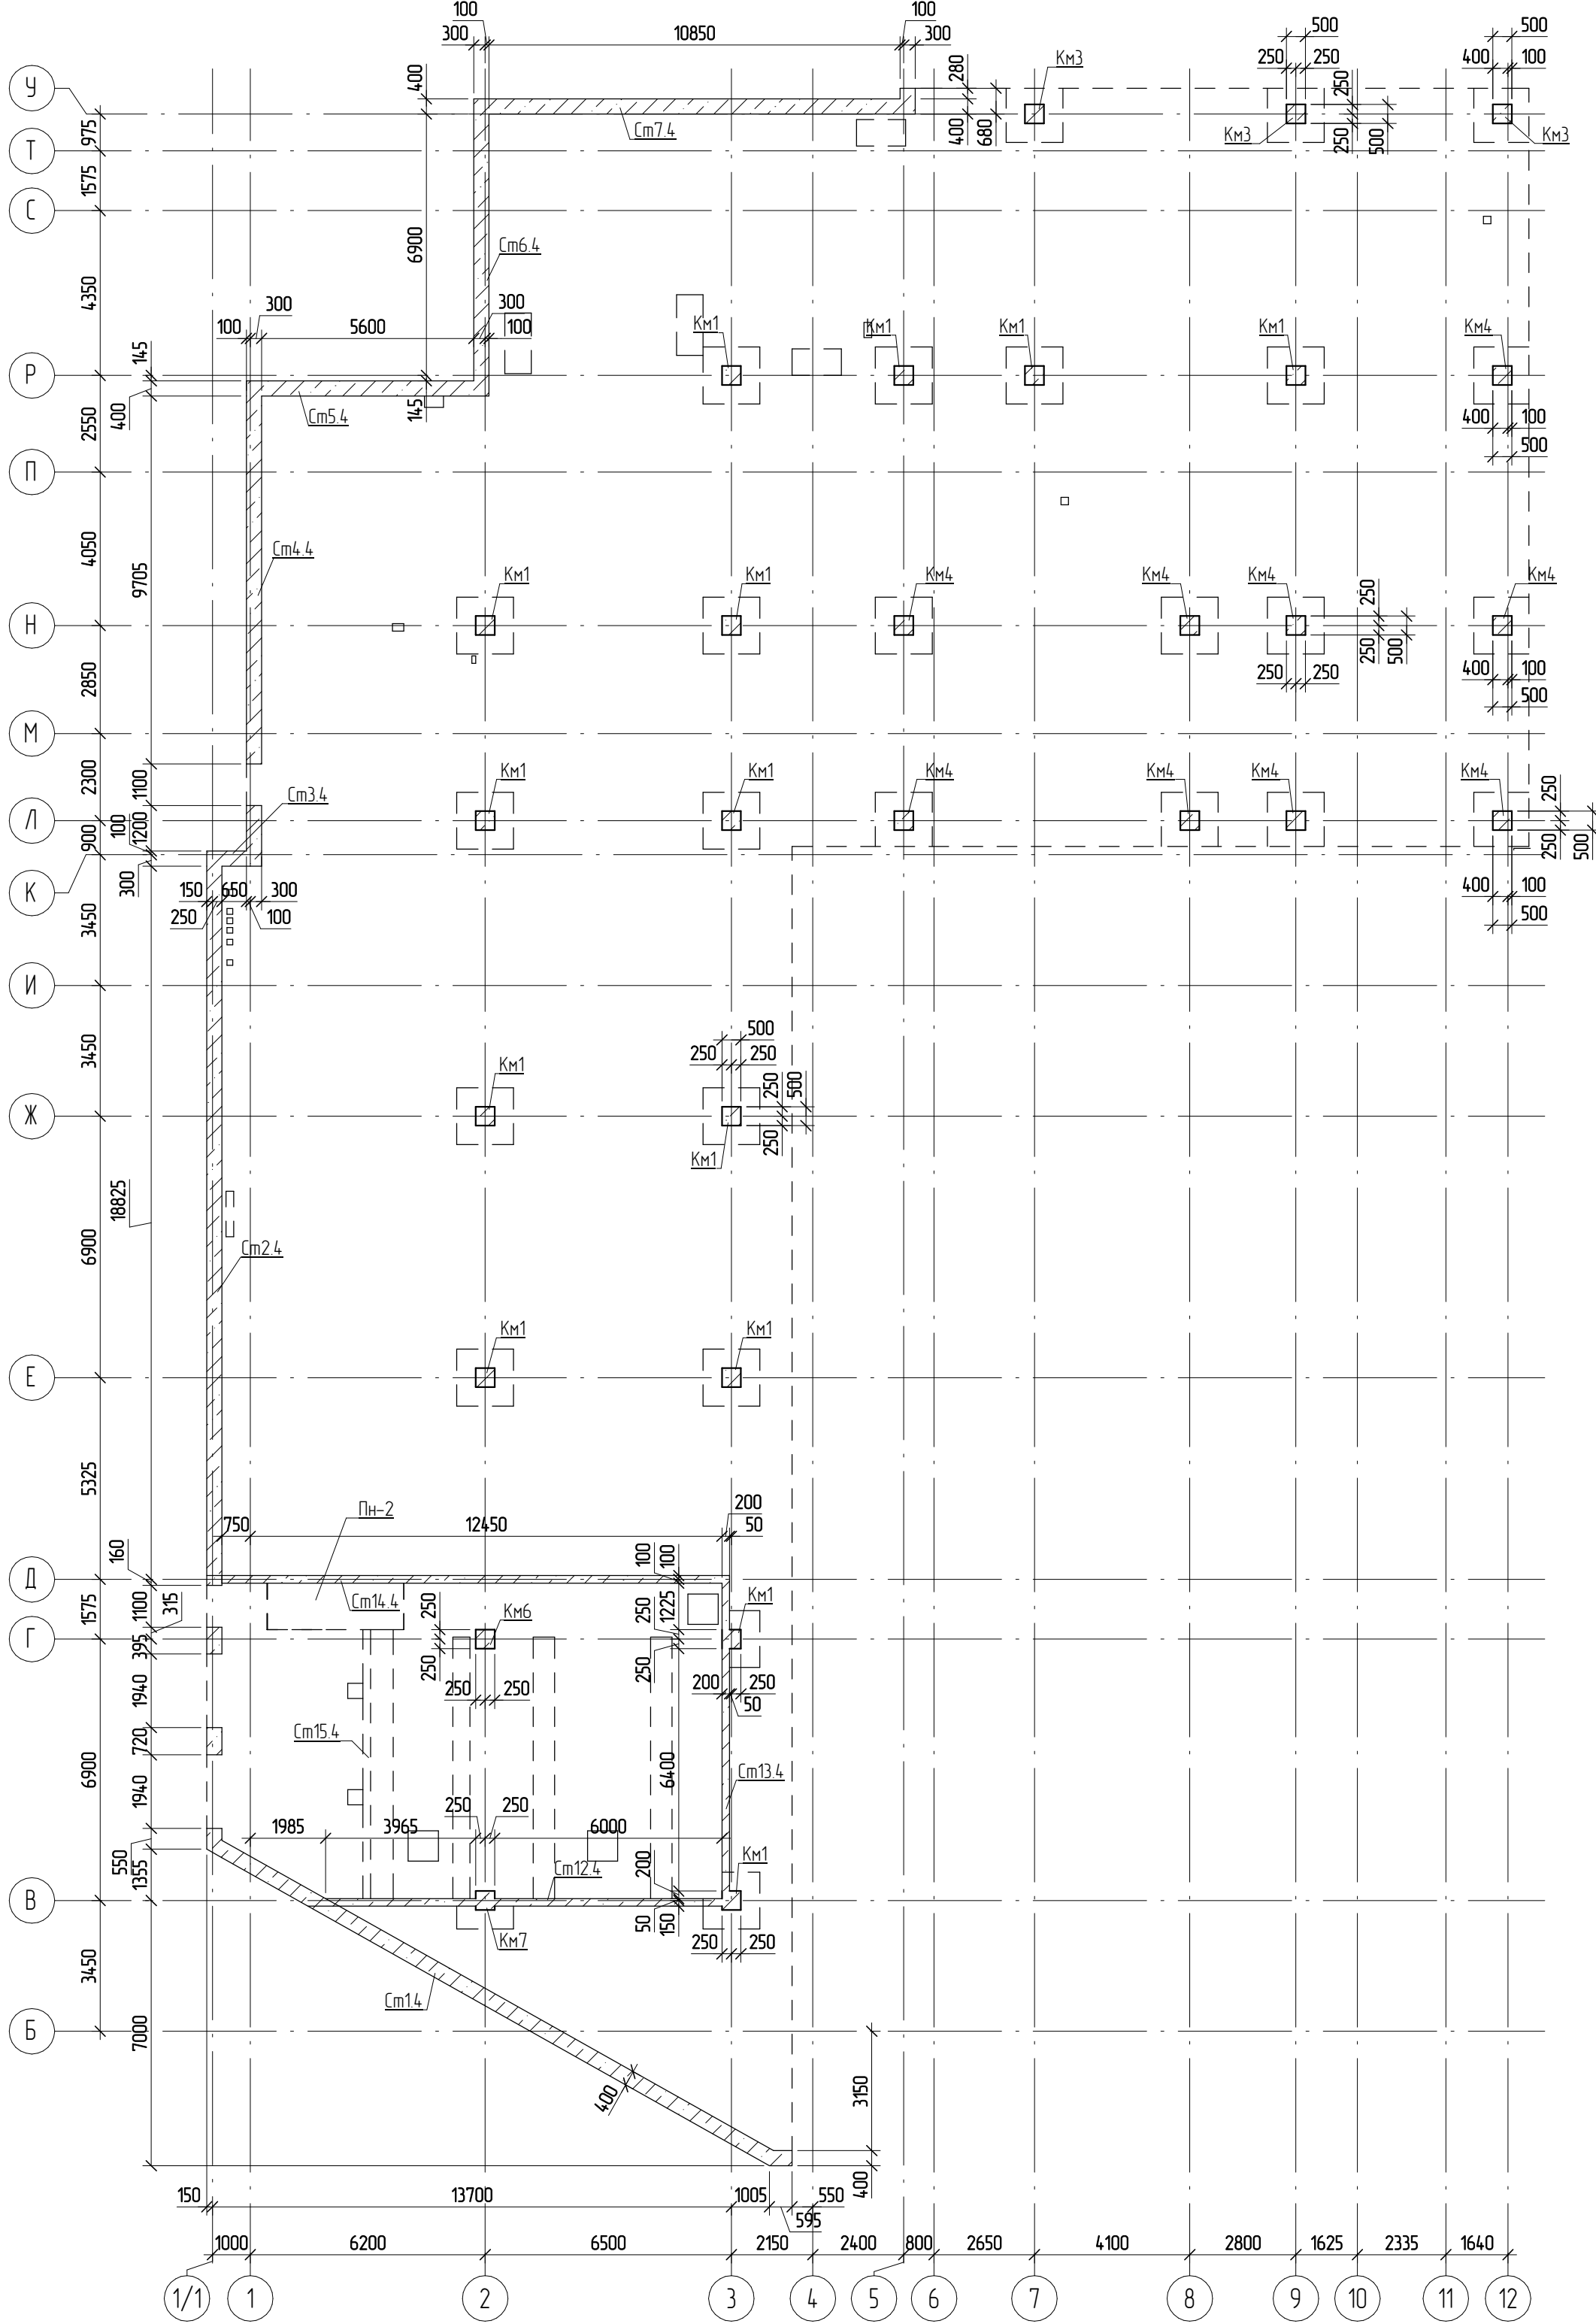 100
100
300
10850
300
500
500
250
250
400
100
У
400
280
Км3
250
Ст7.4
400
680
Км3
250
500
Км3
975
Т
1575
С
6900
Ст6.4
4350
300
100
5600
300
100
Км1
Км1
Км1
Км1
Км4
145
Р
400
Ст5.4
145
400
100
500
2550
П
4050
9705
Ст4.4
Км1
Км1
Км4
Км4
Км4
Км4
Н
250
250
500
250
250
400
100
500
2850
М
2300
1100
Км1
Км1
Км4
Км4
Км4
Км4
Ст3.4
Л
100
1200
250
250
500
900
К
300
150
650
300
250
100
400
100
500
3450
И
3450
500
250
250
250
500
Км1
Ж
250
Км1
18825
6900
Ст2.4
Км1
Км1
Е
5325
Пн-2
200
750
12450
50
160
Д
100
100
1575
1100
315
Ст14.4
250
Км6
250
1225
Км1
Г
395
250
250
250
250
200
250
50
1940
720
Ст15.4
6900
1940
6400
Ст13.4
250
250
1985
3965
6000
550
1355
Ст12.4
200
Км1
В
50
150
Км7
250
250
3450
Ст1.4
Б
7000
400
3150
400
150
13700
1005
550
595
1000
6200
6500
2150
2400
800
2650
4100
2800
1625
2335
1640
1/1
1
2
3
4
5
6
7
8
9
10
11
12